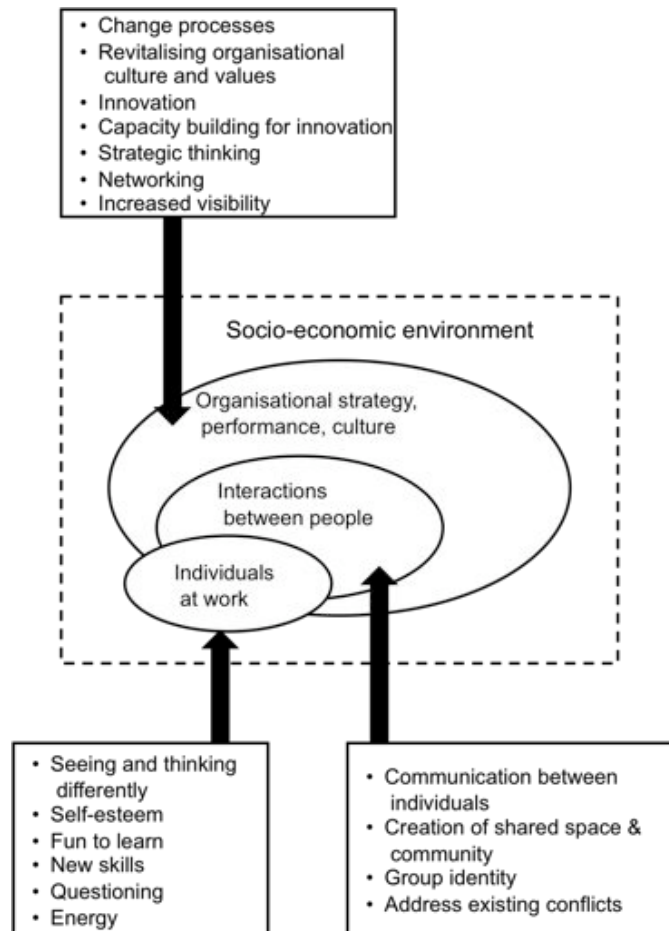 • Change processes
• Revitalising organisational
culture and values
• Innovation
• Capacity building for innovation
• Strategic thinking
• Networking
• Increased visibility
Socio-economic environment
Organisational strategy,
performance, culture
Interactions
between people
Individuals
at work
• Seeing and thinking
differently
• Self-esteem
• Fun to learn
• New skills
• Questioning
• Energy
• Communication between
individuals
• Creation of shared space &
community
• Group identity
• Address existing conflicts